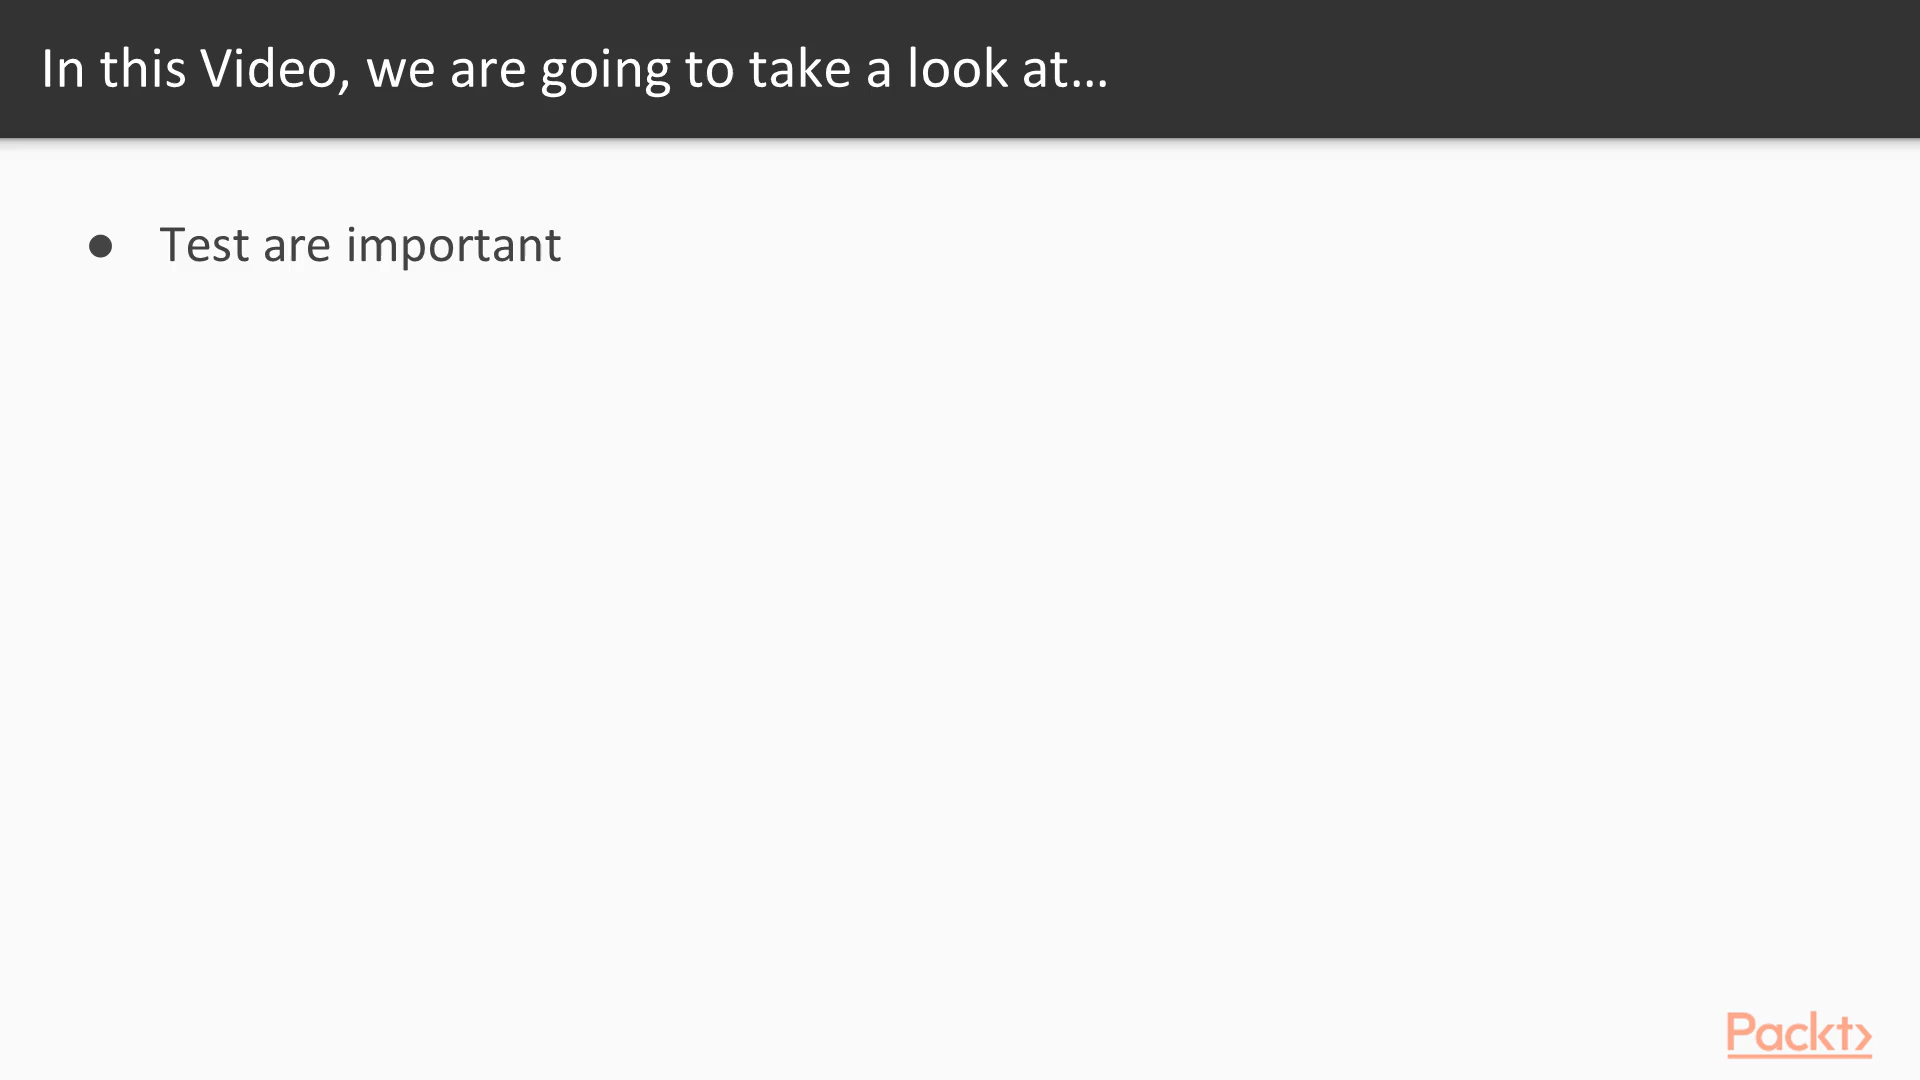 In this Video, we are going to take a look at...
● Test are important
Packt>